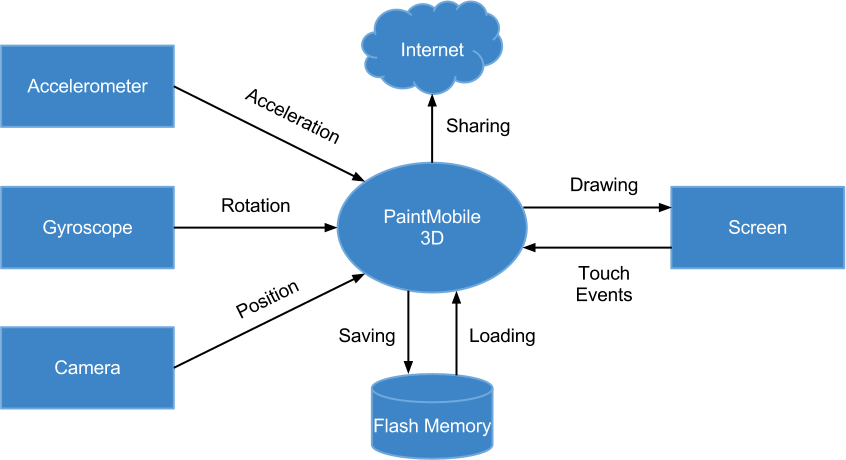 Internet
Accelerometer
Acceleration
Sharing
Drawing
Rotation
PaintMobile
3D
Gyroscope
Screen
Touch
Events
Position
Saving
Loading
Camera
Flash Memory